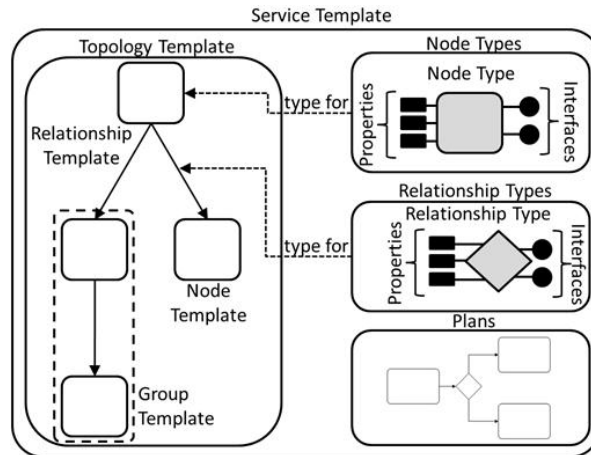 Service Template
Topology Template
Relationship
Template
Node
Template
Group
Template
type for
type for
Node Types
Node Type
Properties
Interfaces
Relationship Types
Relationship Type
Properties
Interfaces
Plans